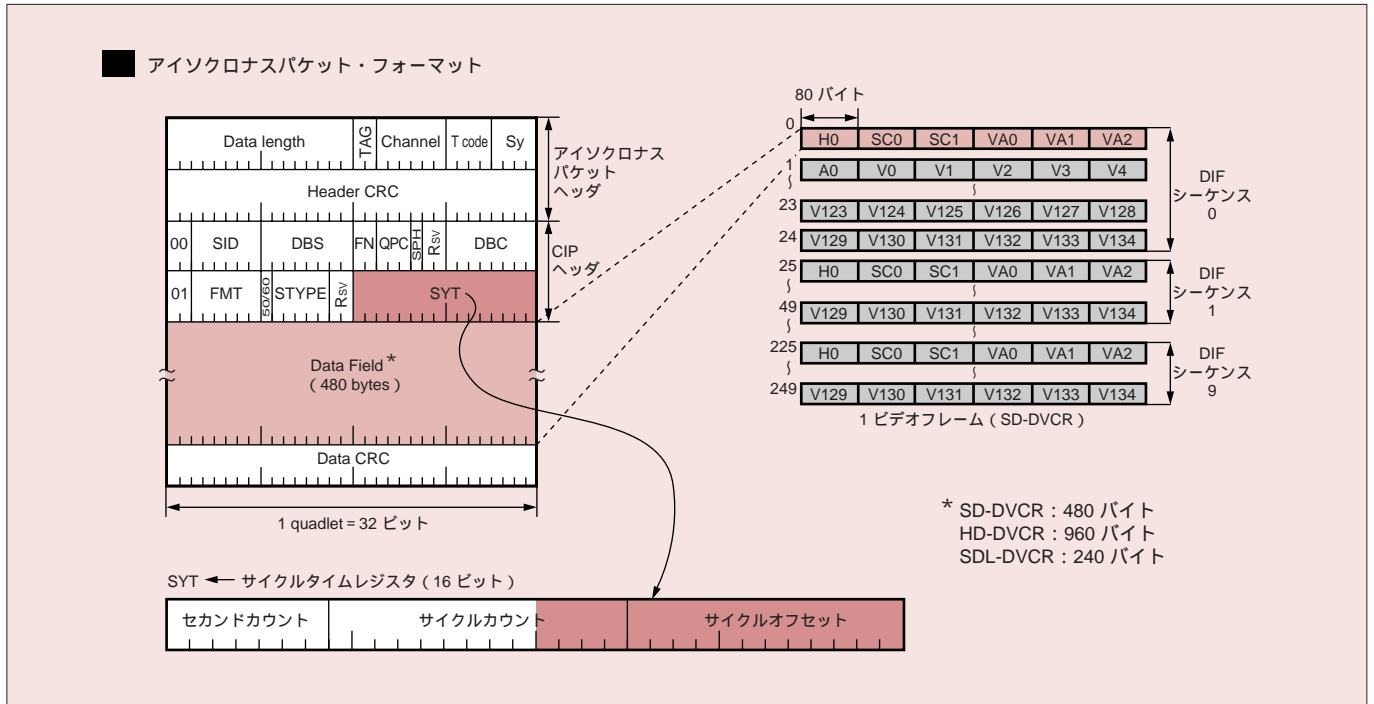 アイソクロナスパケット・フォーマット
Data length TAG Channel T code Sy
Header CRC
アイソクロナス
パケット
ヘッダ
00 SID DBS FN QPC SPH Rsv DBC
01 FMT 50/60 STYPE Rsv SYT
CIP
ヘッダ
Data Field*
( 480 bytes )
Data CRC
1 quadlet = 32 ビット
80 バイト
0 H0 SC0 SC1 VA0 VA1 VA2
1 A0 V0 V1 V2 V3 V4
〜 〜
23 V123 V124 V125 V126 V127 V128
24 V129 V130 V131 V132 V133 V134
DIF
シーケンス
0
25 H0 SC0 SC1 VA0 VA1 VA2
〜 〜
49 V129 V130 V131 V132 V133 V134
〜 〜
DIF
シーケンス
1
225 H0 SC0 SC1 VA0 VA1 VA2
〜 〜
249 V129 V130 V131 V132 V133 V134
DIF
シーケンス
9
1 ビデオフレーム ( SD-DVCR )
* SD-DVCR : 480 バイト
HD-DVCR : 960 バイト
SDL-DVCR : 240 バイト
SYT ← サイクルタイムレジスタ ( 16 ビット )
セカンドカウント サイクルカウント サイクルオフセット